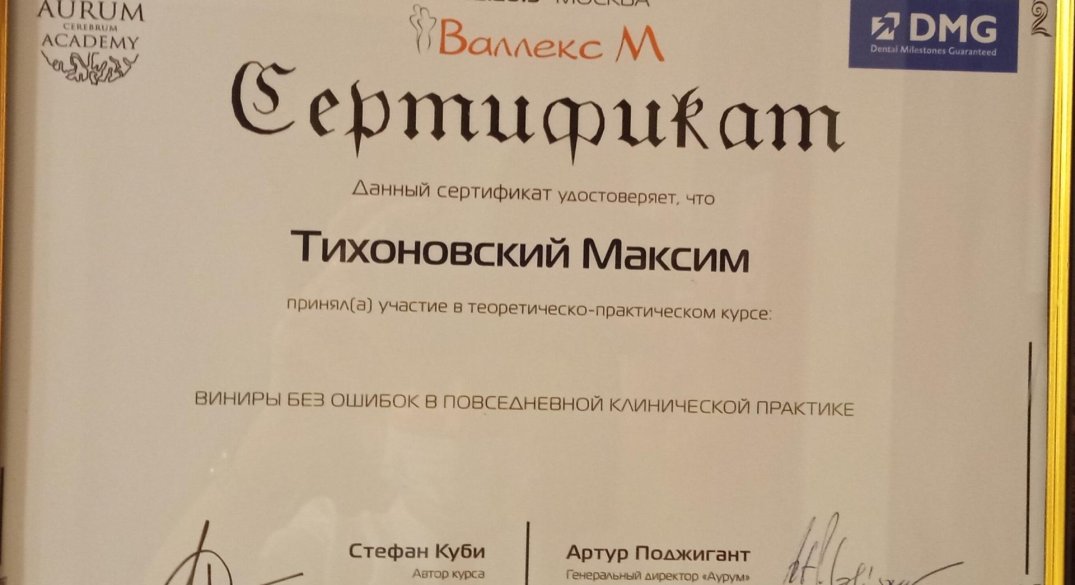 AURUM
CEREBRUM
ACADEMY
МОСКВА
Валлекс М
DMG
Dental Milestones Guaranteed
Сертификат
Данный сертификат удостоверяет, что
Тихоновский Максим
принял(а) участие в теоретическо-практическом курсе:
ВИНИРЫ БЕЗ ОШИБОК В ПОВСЕДНЕВНОЙ КЛИНИЧЕСКОЙ ПРАКТИКЕ
Стефан Куби
Автор курса
Артур Поджигант
Генеральный директор «Аурум»